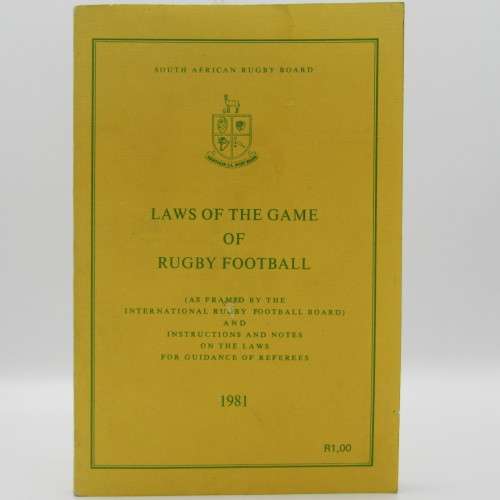 SOUTH AFRICAN RUGBY BOARD
LAWS OF THE GAME
OF
RUGBY FOOTBALL
(AS FRAMED BY THE
INTERNATIONAL RUGBY FOOTBALL BOARD)
AND
INSTRUCTIONS AND NOTES
ON THE LAWS
FOR GUIDANCE OF REFEREES
1981
R1,00